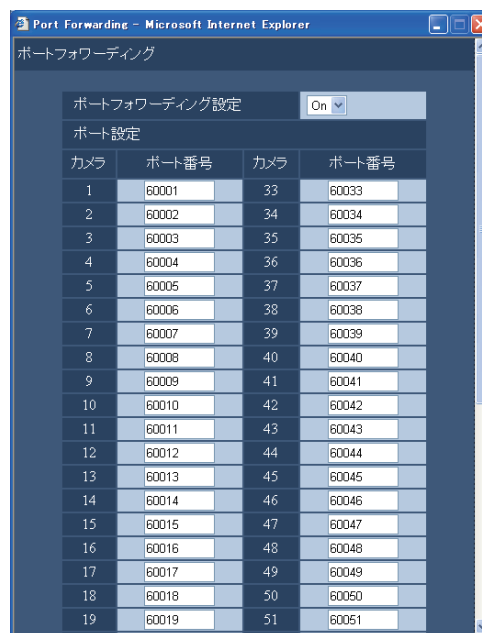 Port Forwarding - Microsoft Internet Explorer
ポートフォワーディング
ポートフォワーディング設定 On
ポート設定
カメラ ポート番号 カメラ ポート番号
1 60001 33 60033
2 60002 34 60034
3 60003 35 60035
4 60004 36 60036
5 60005 37 60037
6 60006 38 60038
7 60007 39 60039
8 60008 40 60040
9 60009 41 60041
10 60010 42 60042
11 60011 43 60043
12 60012 44 60044
13 60013 45 60045
14 60014 46 60046
15 60015 47 60047
16 60016 48 60048
17 60017 49 60049
18 60018 50 60050
19 60019 51 60051